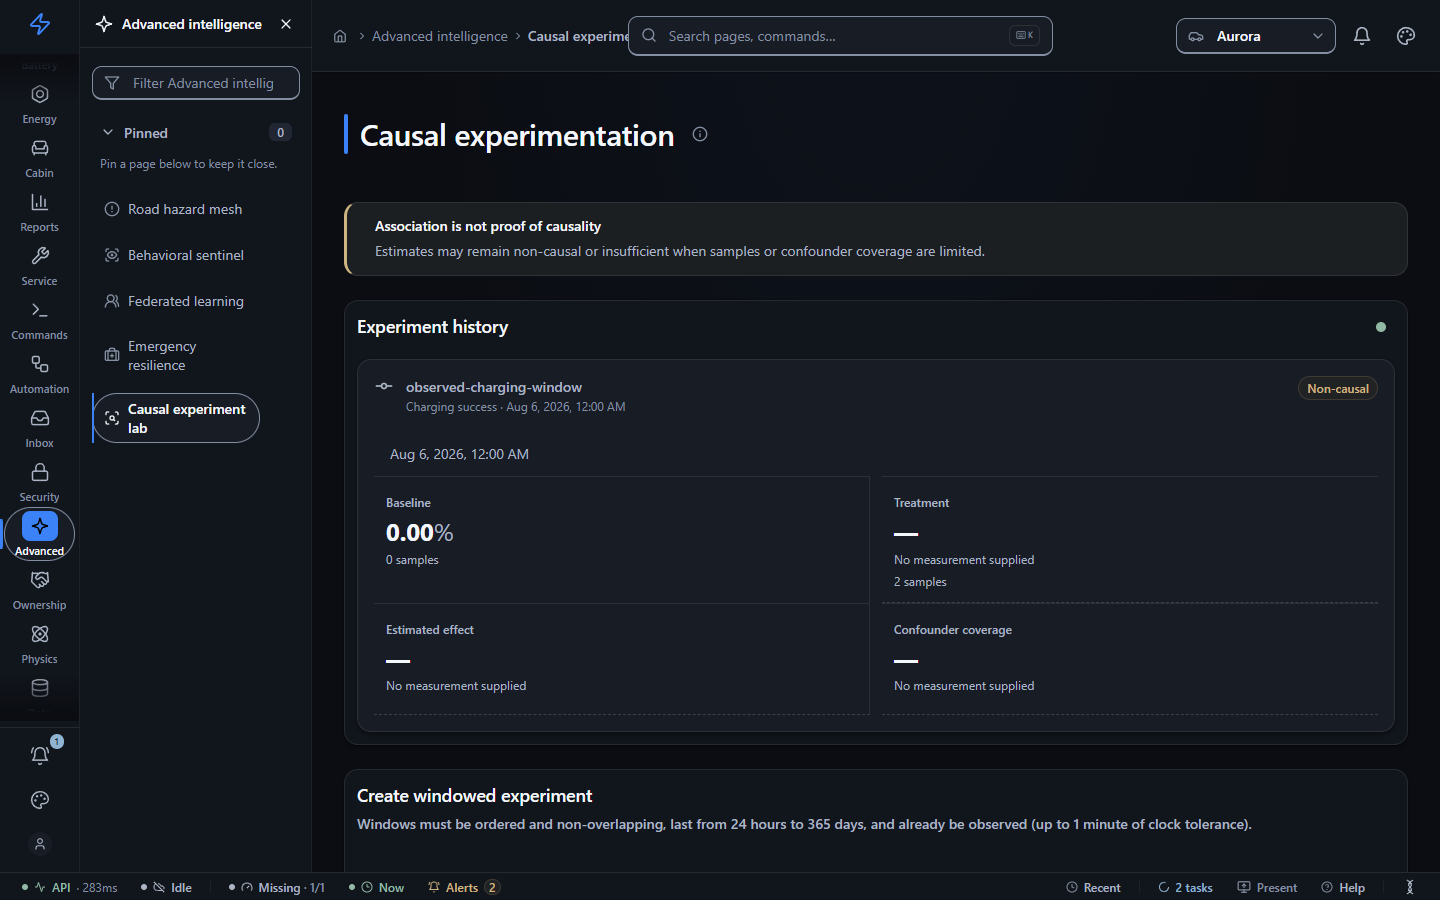 Advanced intelligence
Advanced intelligence
Causal experime
Search pages, commands...
K
Aurora
Energy
Cabin
Reports
Service
Commands
Automation
Inbox
Security
Advanced
Ownership
Physics
1
Filter Advanced intellig
Pinned
0
Pin a page below to keep it close.
Road hazard mesh
Behavioral sentinel
Federated learning
Emergency
resilience
Causal experiment
lab
Causal experimentation
Association is not proof of causality
Estimates may remain non-causal or insufficient when samples or confounder coverage are limited.
Experiment history
observed-charging-window
Charging success · Aug 6, 2026, 12:00 AM
Non-causal
Aug 6, 2026, 12:00 AM
Baseline
0.00%
0 samples
Treatment
—
No measurement supplied
2 samples
Estimated effect
—
No measurement supplied
Confounder coverage
—
No measurement supplied
Create windowed experiment
Windows must be ordered and non-overlapping, last from 24 hours to 365 days, and already be observed (up to 1 minute of clock tolerance).
API · 283ms
Idle
Missing · 1/1
Now
Alerts 2
Recent
2 tasks
Present
Help